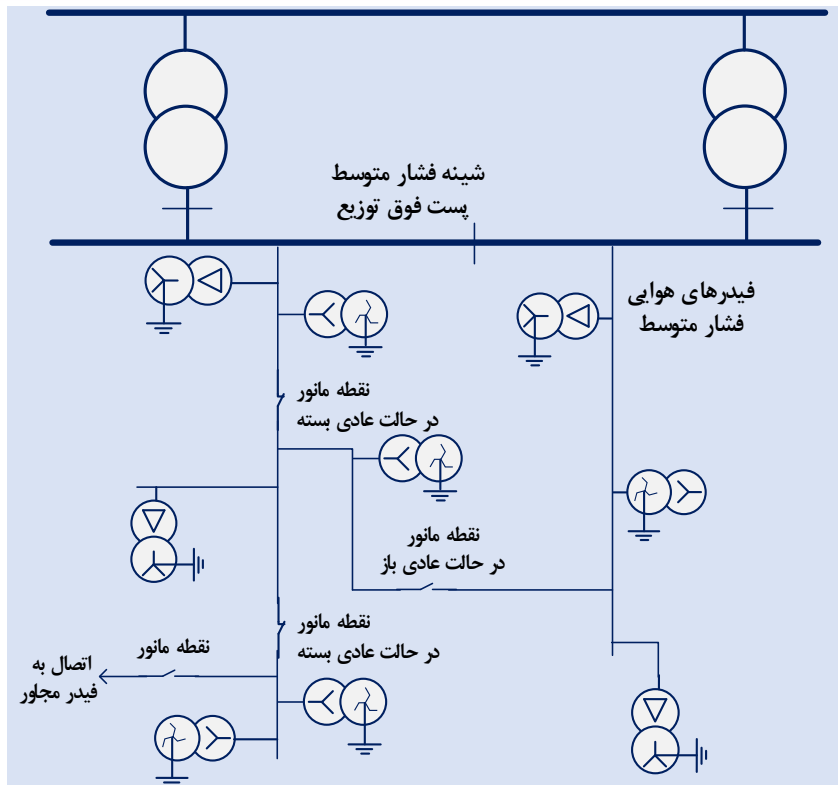 شینه فشار متوسط
پست فوق توزیع
فیدرهای هوایی
فشار متوسط
نقطه مانور
در حالت عادی بسته
نقطه مانور
در حالت عادی باز
نقطه مانور
در حالت عادی بسته
نقطه مانور
اتصال به
فیدر مجاور